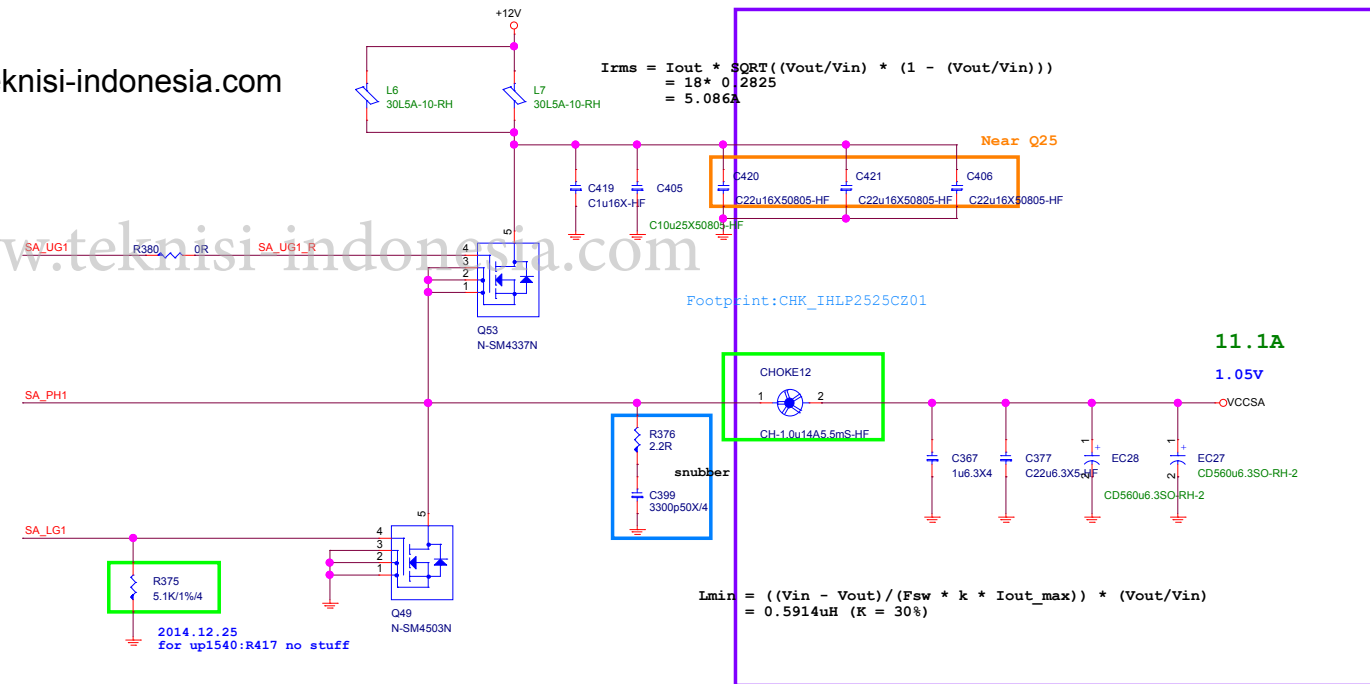 +12V
eknisi-indonesia.com
Irms = Iout * SQRT((Vout/Vin) * (1 - (Vout/Vin)))
= 18* 0.2825
= 5.086A
L6
30L5A-10-RH
L7
30L5A-10-RH
Near Q25
C419
C1u16X-HF
C405
C10u25X50805-HF
C420
C22u16X50805-HF
C421
C22u16X50805-HF
C406
C22u16X50805-HF
w.teknisi-indonesia.com
SA_UG1
R380
0R
SA_UG1_R
4
3
2
1
5
Q53
N-SM4337N
Footprint:CHK_IHLP2525CZ01
11.1A
1.05V
SA_PH1
CHOKE12
1
2
CH-1.0u14A5.5mS-HF
VCCSA
R376
2.2R
snubber
C399
3300p50X/4
C367
1u6.3X4
C377
C22u6.3X5-HF
1
+
EC28
2
CD560u6.3SO-RH-2
1
+
EC27
CD560u6.3SO-RH-2
2
SA_LG1
4
3
2
1
5
Q49
N-SM4503N
R375
5.1K/1%/4
2014.12.25
for up1540:R417 no stuff
Lmin = ((Vin - Vout)/(Fsw * k * Iout_max)) * (Vout/Vin)
= 0.5914uH (K = 30%)